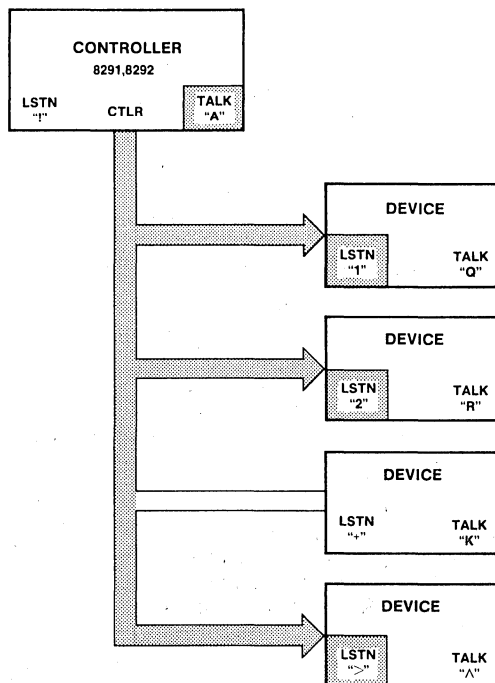 CONTROLLER
8291,8292
LSTN
"!"
CTLR
TALK
"A"
DEVICE
LSTN
"1"
TALK
"Q"
DEVICE
LSTN
"2"
TALK
"R"
DEVICE
LSTN
"+"
TALK
"K"
DEVICE
LSTN
">"
TALK
"^"